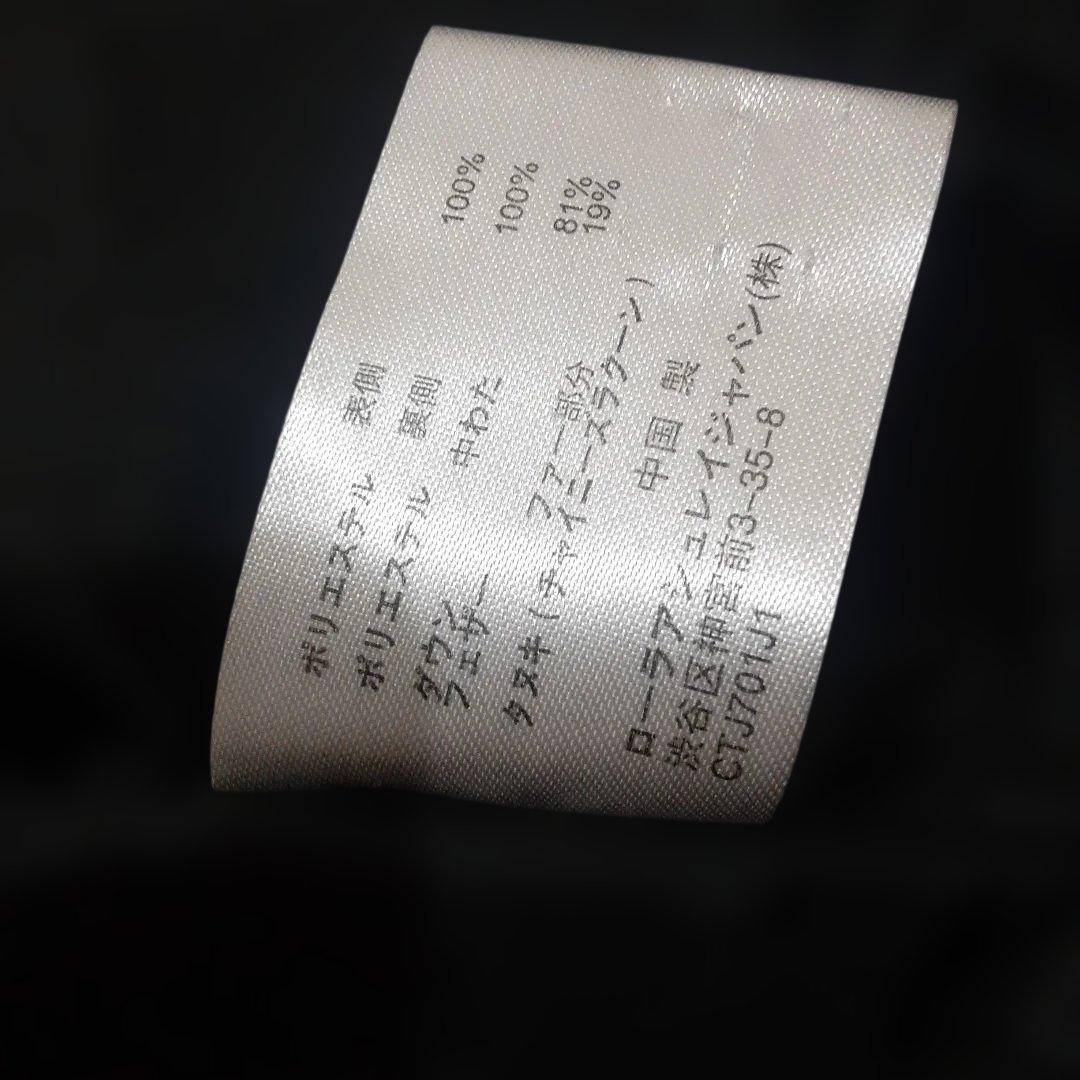 表側
ポリエステル 100%
裏側
ポリエステル 100%
中わた
ダウン 81%
フェザー 19%
ファー部分
タヌキ(チャイニーズラクーン)
中国 製
ローラアシュレイジャパン(株)
渋谷区神宮前3-35-8
CTJ701J1